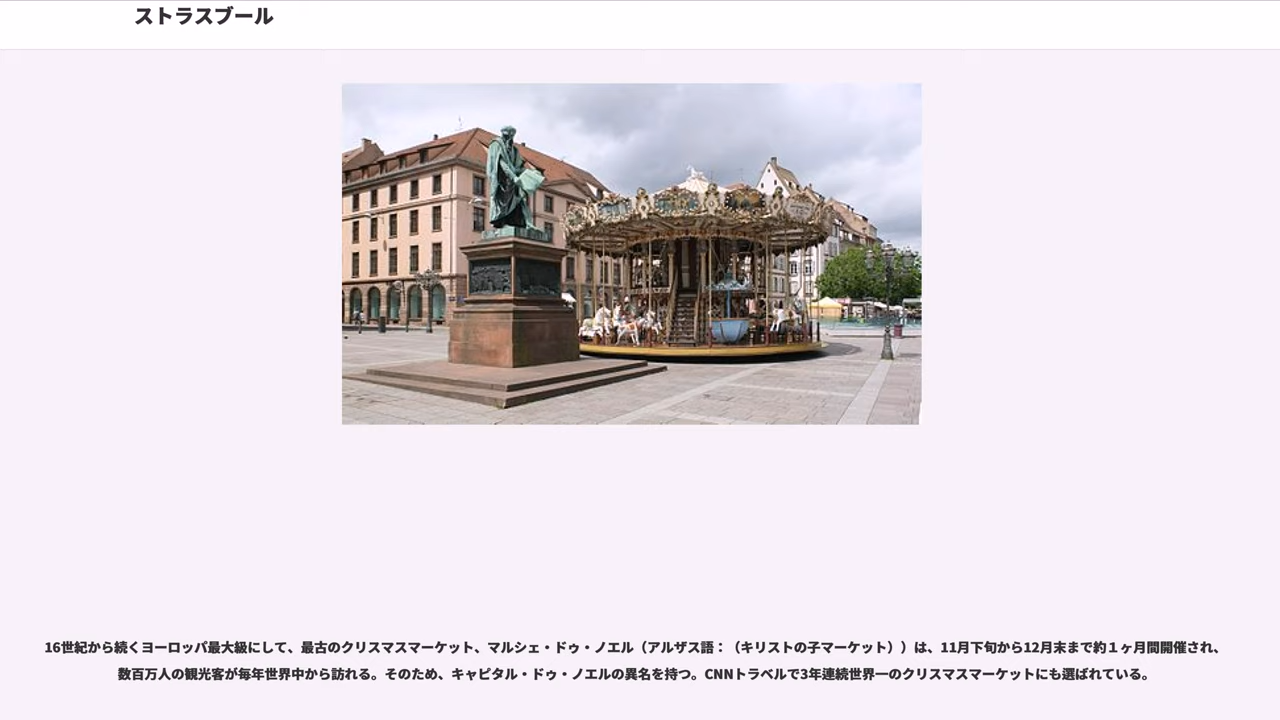 ストラスブール
16世紀から続くヨーロッパ最大級にして、最古のクリスマスマーケット、マルシェ・ドゥ・ノエル（アルザス語：（キリストの子マーケット））は、11月下旬から12月末まで約１ヶ月間開催され、
数百万人の観光客が毎年世界中から訪れる。そのため、キャピタル・ドゥ・ノエルの異名を持つ。CNNトラベルで3年連続世界一のクリスマスマーケットにも選ばれている。